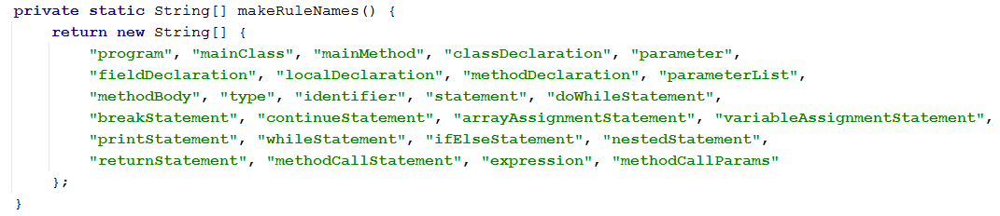 private static String[] makeRuleNames() {
return new String[] {
"program", "mainClass", "mainMethod", "classDeclaration", "parameter",
"fieldDeclaration", "localDeclaration", "methodDeclaration", "parameterList",
"methodBody", "type", "identifier", "statement", "doWhileStatement",
"breakStatement", "continueStatement", "arrayAssignmentStatement", "variableAssignmentStatement",
"printStatement", "whileStatement", "ifElseStatement", "nestedStatement",
"returnStatement", "methodCallStatement", "expression", "methodCallParams"
};
}